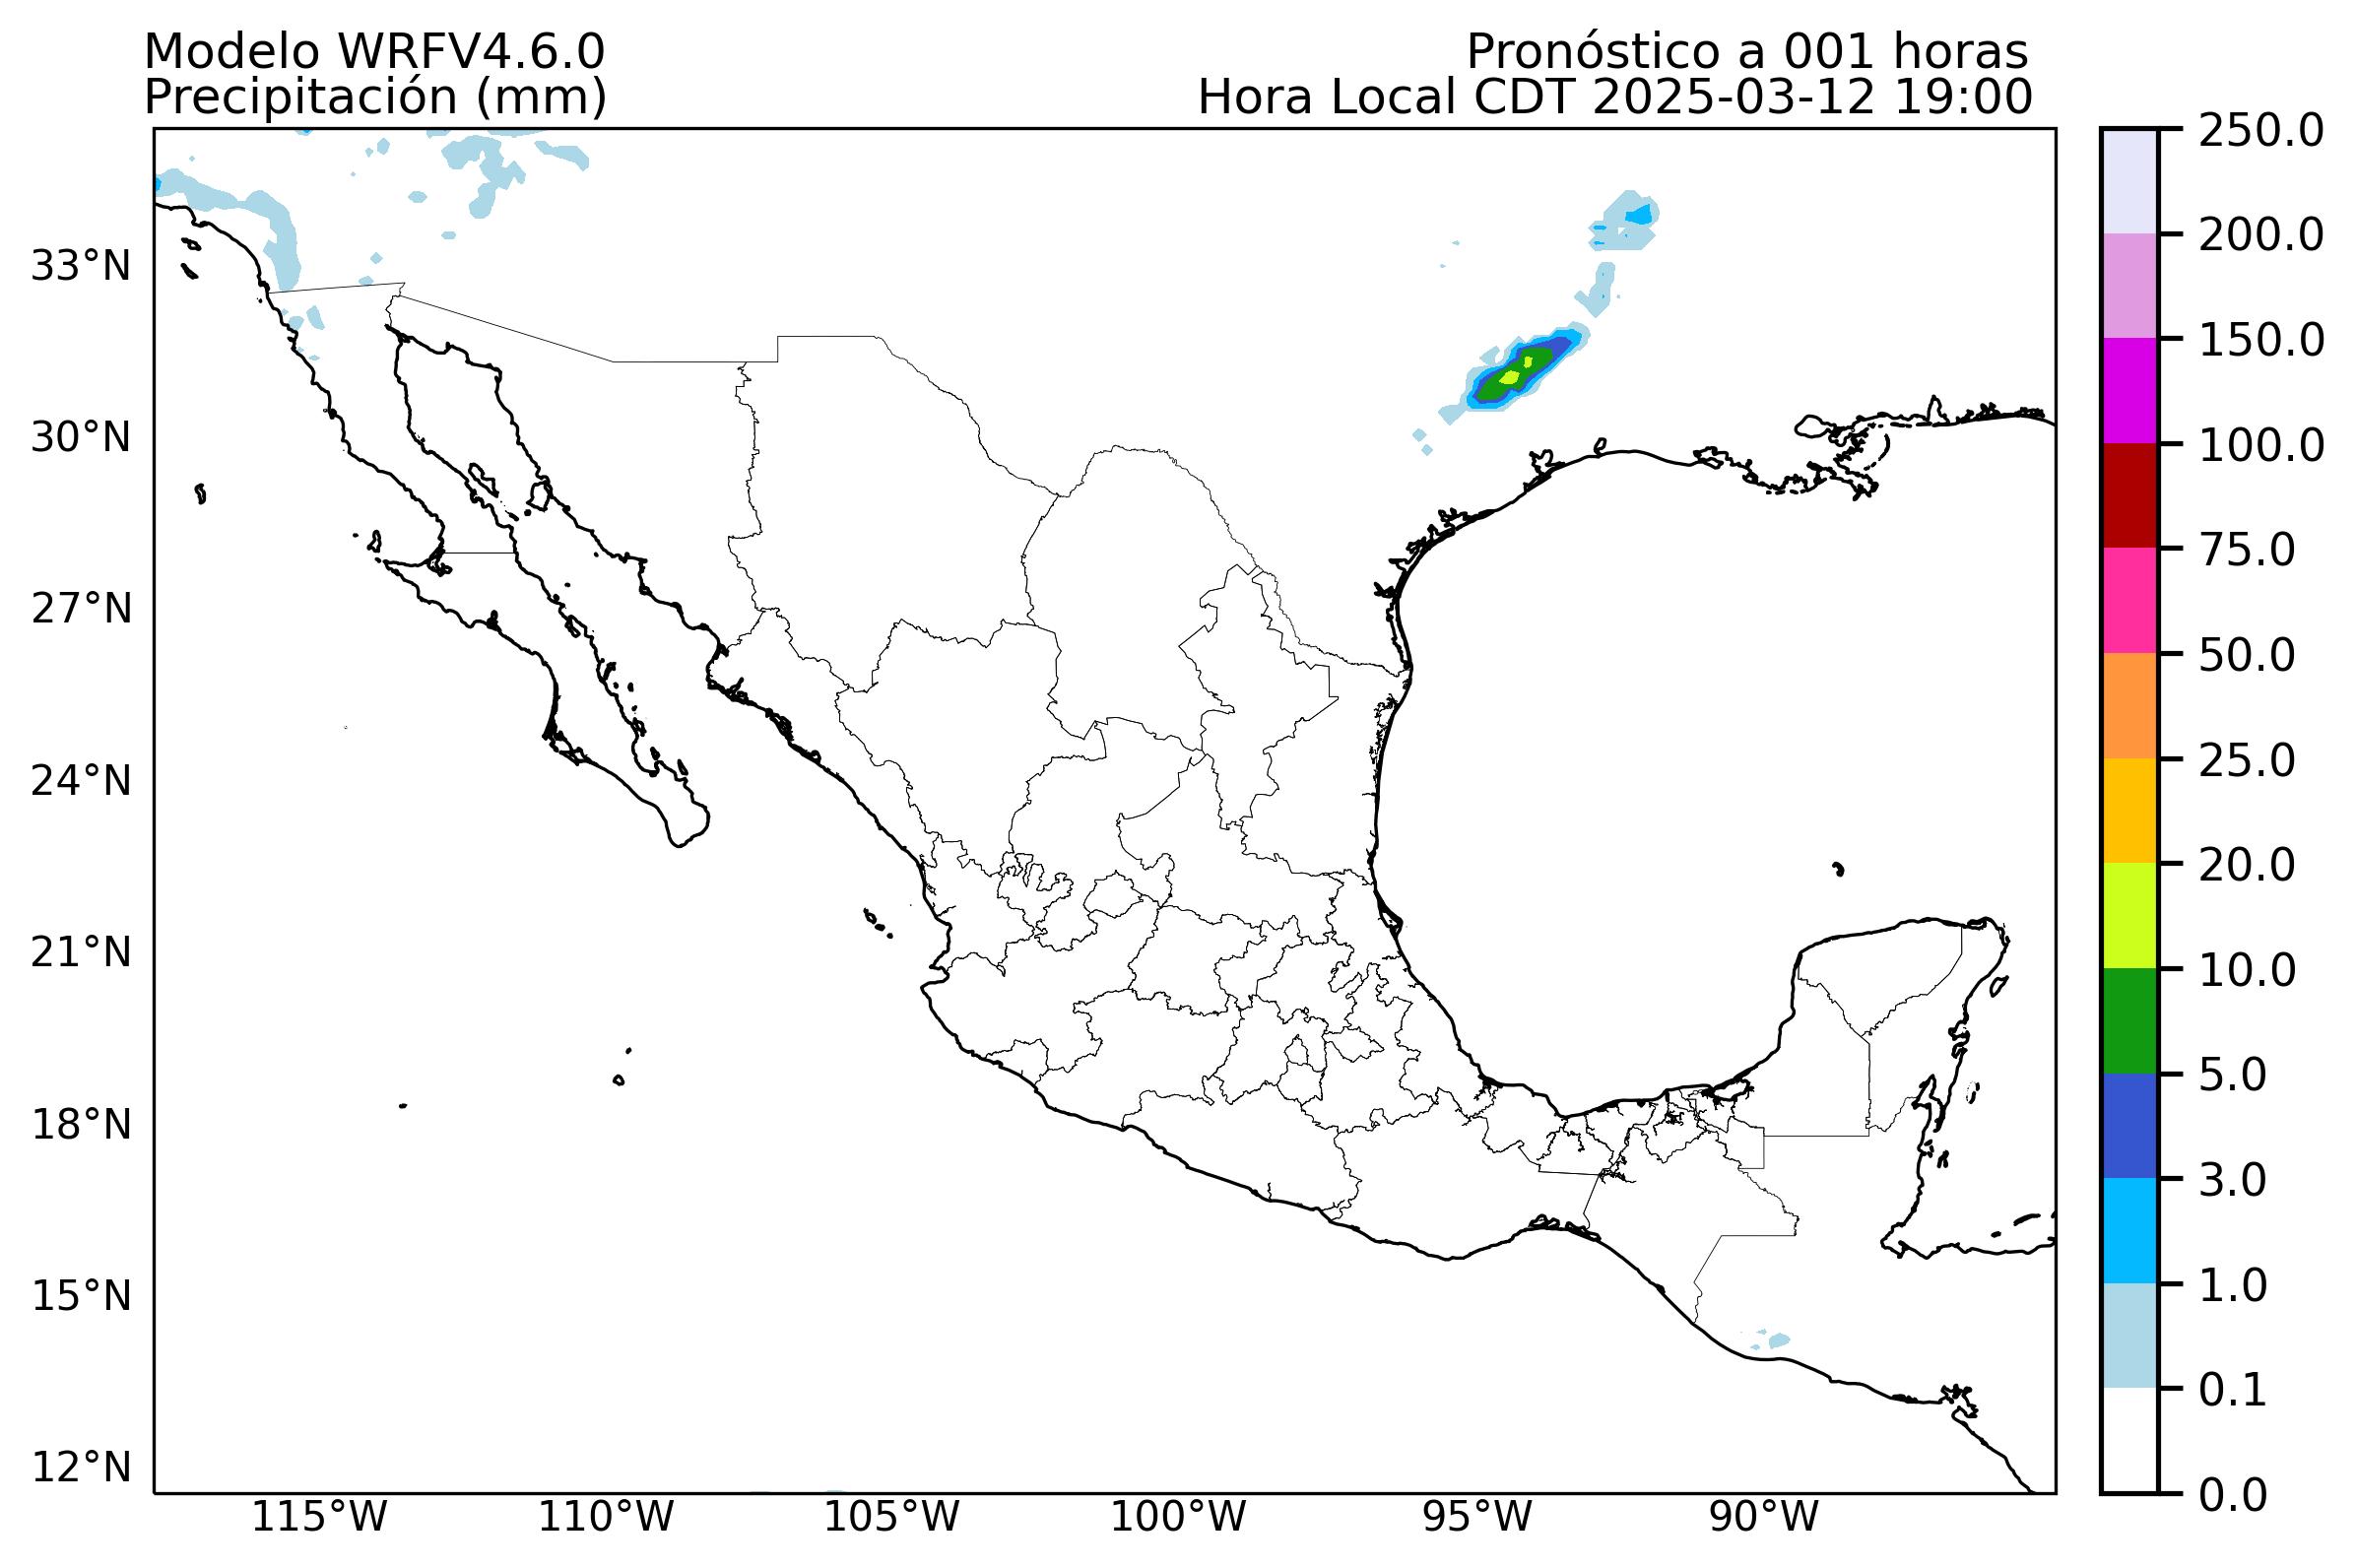 Modelo WRFV4.6.0
Precipitación (mm)
Pronóstico a 001 horas
Hora Local CDT 2025-03-12 19:00
33°N
30°N
27°N
24°N
21°N
18°N
15°N
12°N
115°W
110°W
105°W
100°W
95°W
90°W
250.0
200.0
150.0
100.0
75.0
50.0
25.0
20.0
10.0
5.0
3.0
1.0
0.1
0.0